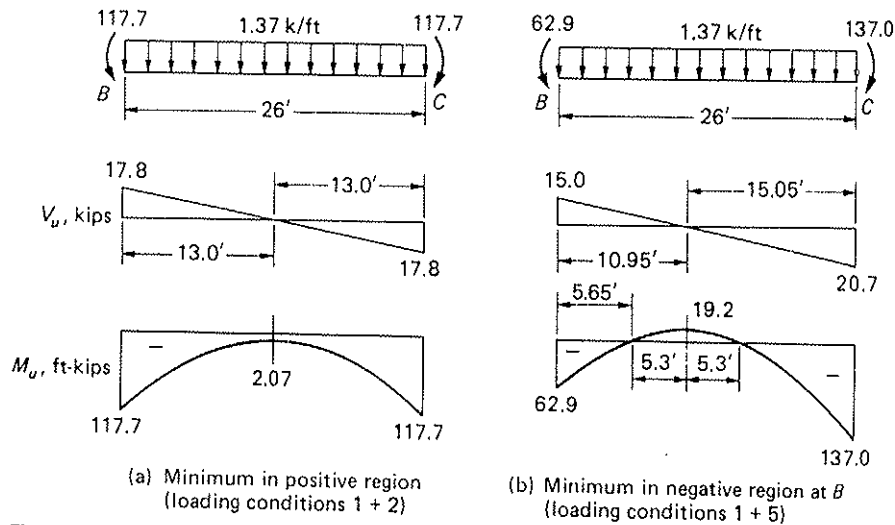 117.7 1.37 k/ft 117.7
B C
26'
17.8
13.0'
V_u, kips
13.0'
17.8
M_u, ft-kips
−
2.07
117.7 117.7
(a) Minimum in positive region
(loading conditions 1 + 2)
62.9 1.37 k/ft 137.0
B C
26'
15.0
15.05'
10.95'
20.7
5.65'
19.2
− −
5.3' 5.3'
62.9
137.0
(b) Minimum in negative region at B
(loading conditions 1 + 5)